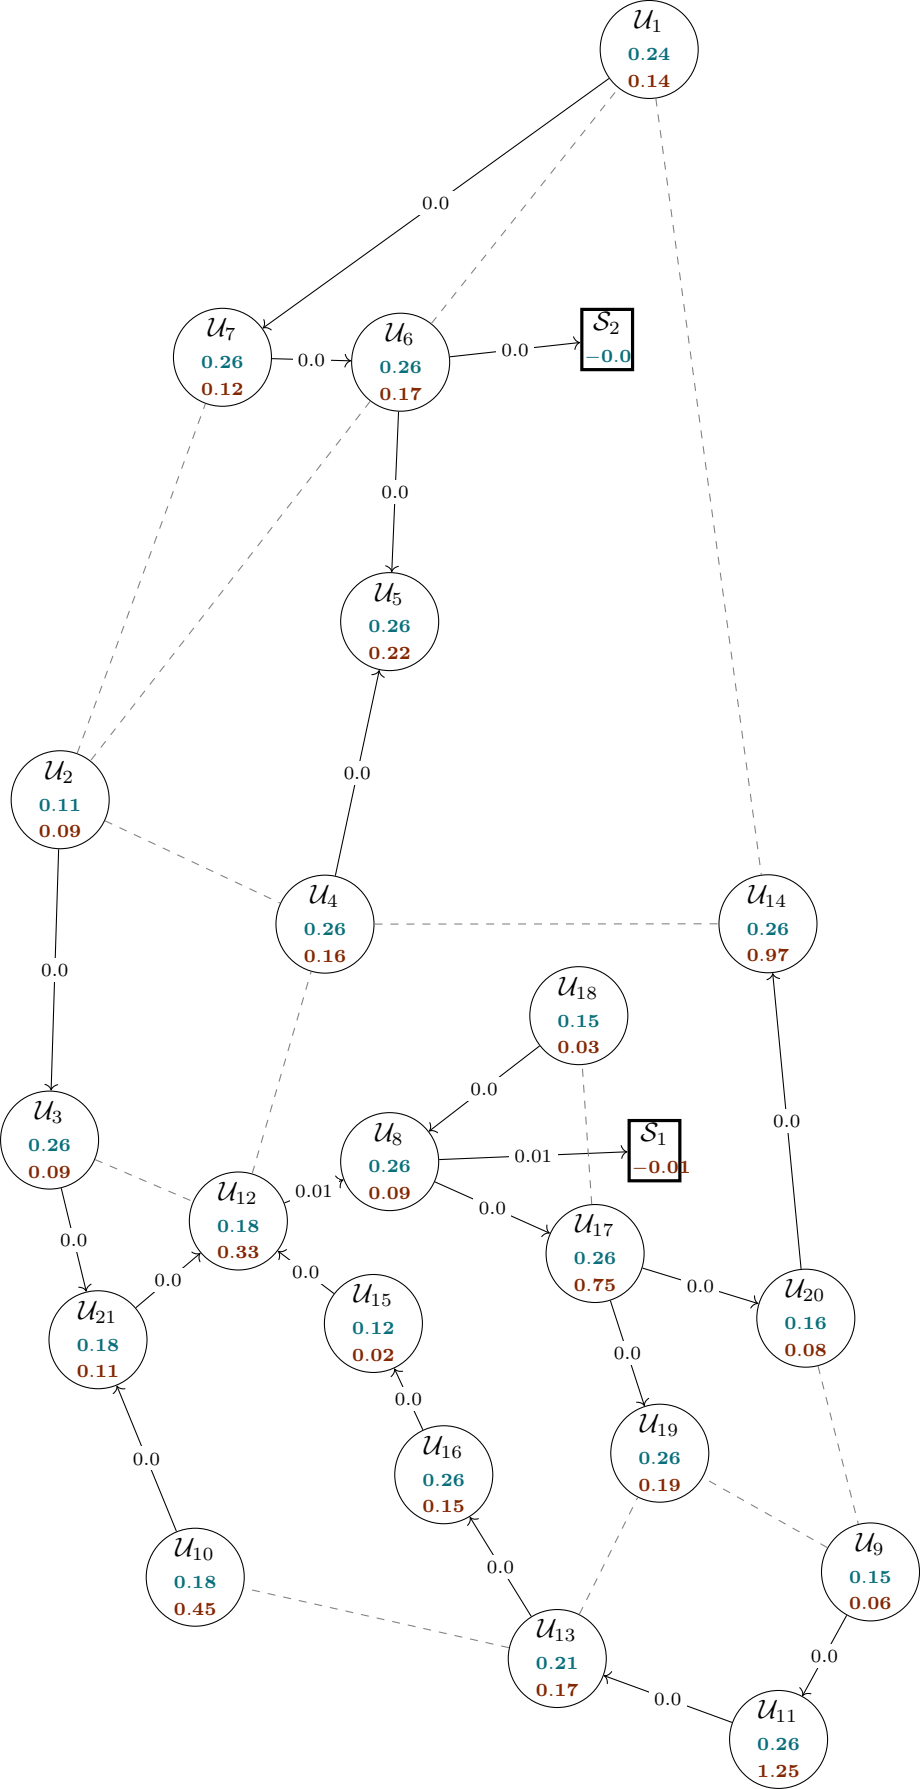 𝒰₁
0.24
0.14
0.0
𝒰₇
0.26
0.12
0.0
𝒰₆
0.26
0.17
0.0
𝒮₂
−0.0
0.0
𝒰₅
0.26
0.22
0.0
𝒰₂
0.11
0.09
𝒰₄
0.26
0.16
𝒰₁₄
0.26
0.97
0.0
𝒰₁₈
0.15
0.03
0.0
𝒰₃
0.26
0.09
𝒰₈
0.26
0.09
0.01
𝒮₁
−0.01
0.0
𝒰₁₂
0.18
0.33
0.01
0.0
𝒰₁₇
0.26
0.75
0.0
0.0
0.0
0.0
𝒰₂₁
0.18
0.11
𝒰₁₅
0.12
0.02
𝒰₂₀
0.16
0.08
0.0
0.0
0.0
𝒰₁₆
0.26
0.15
𝒰₁₉
0.26
0.19
𝒰₁₀
0.18
0.45
0.0
𝒰₉
0.15
0.06
𝒰₁₃
0.21
0.17
0.0
0.0
𝒰₁₁
0.26
1.25